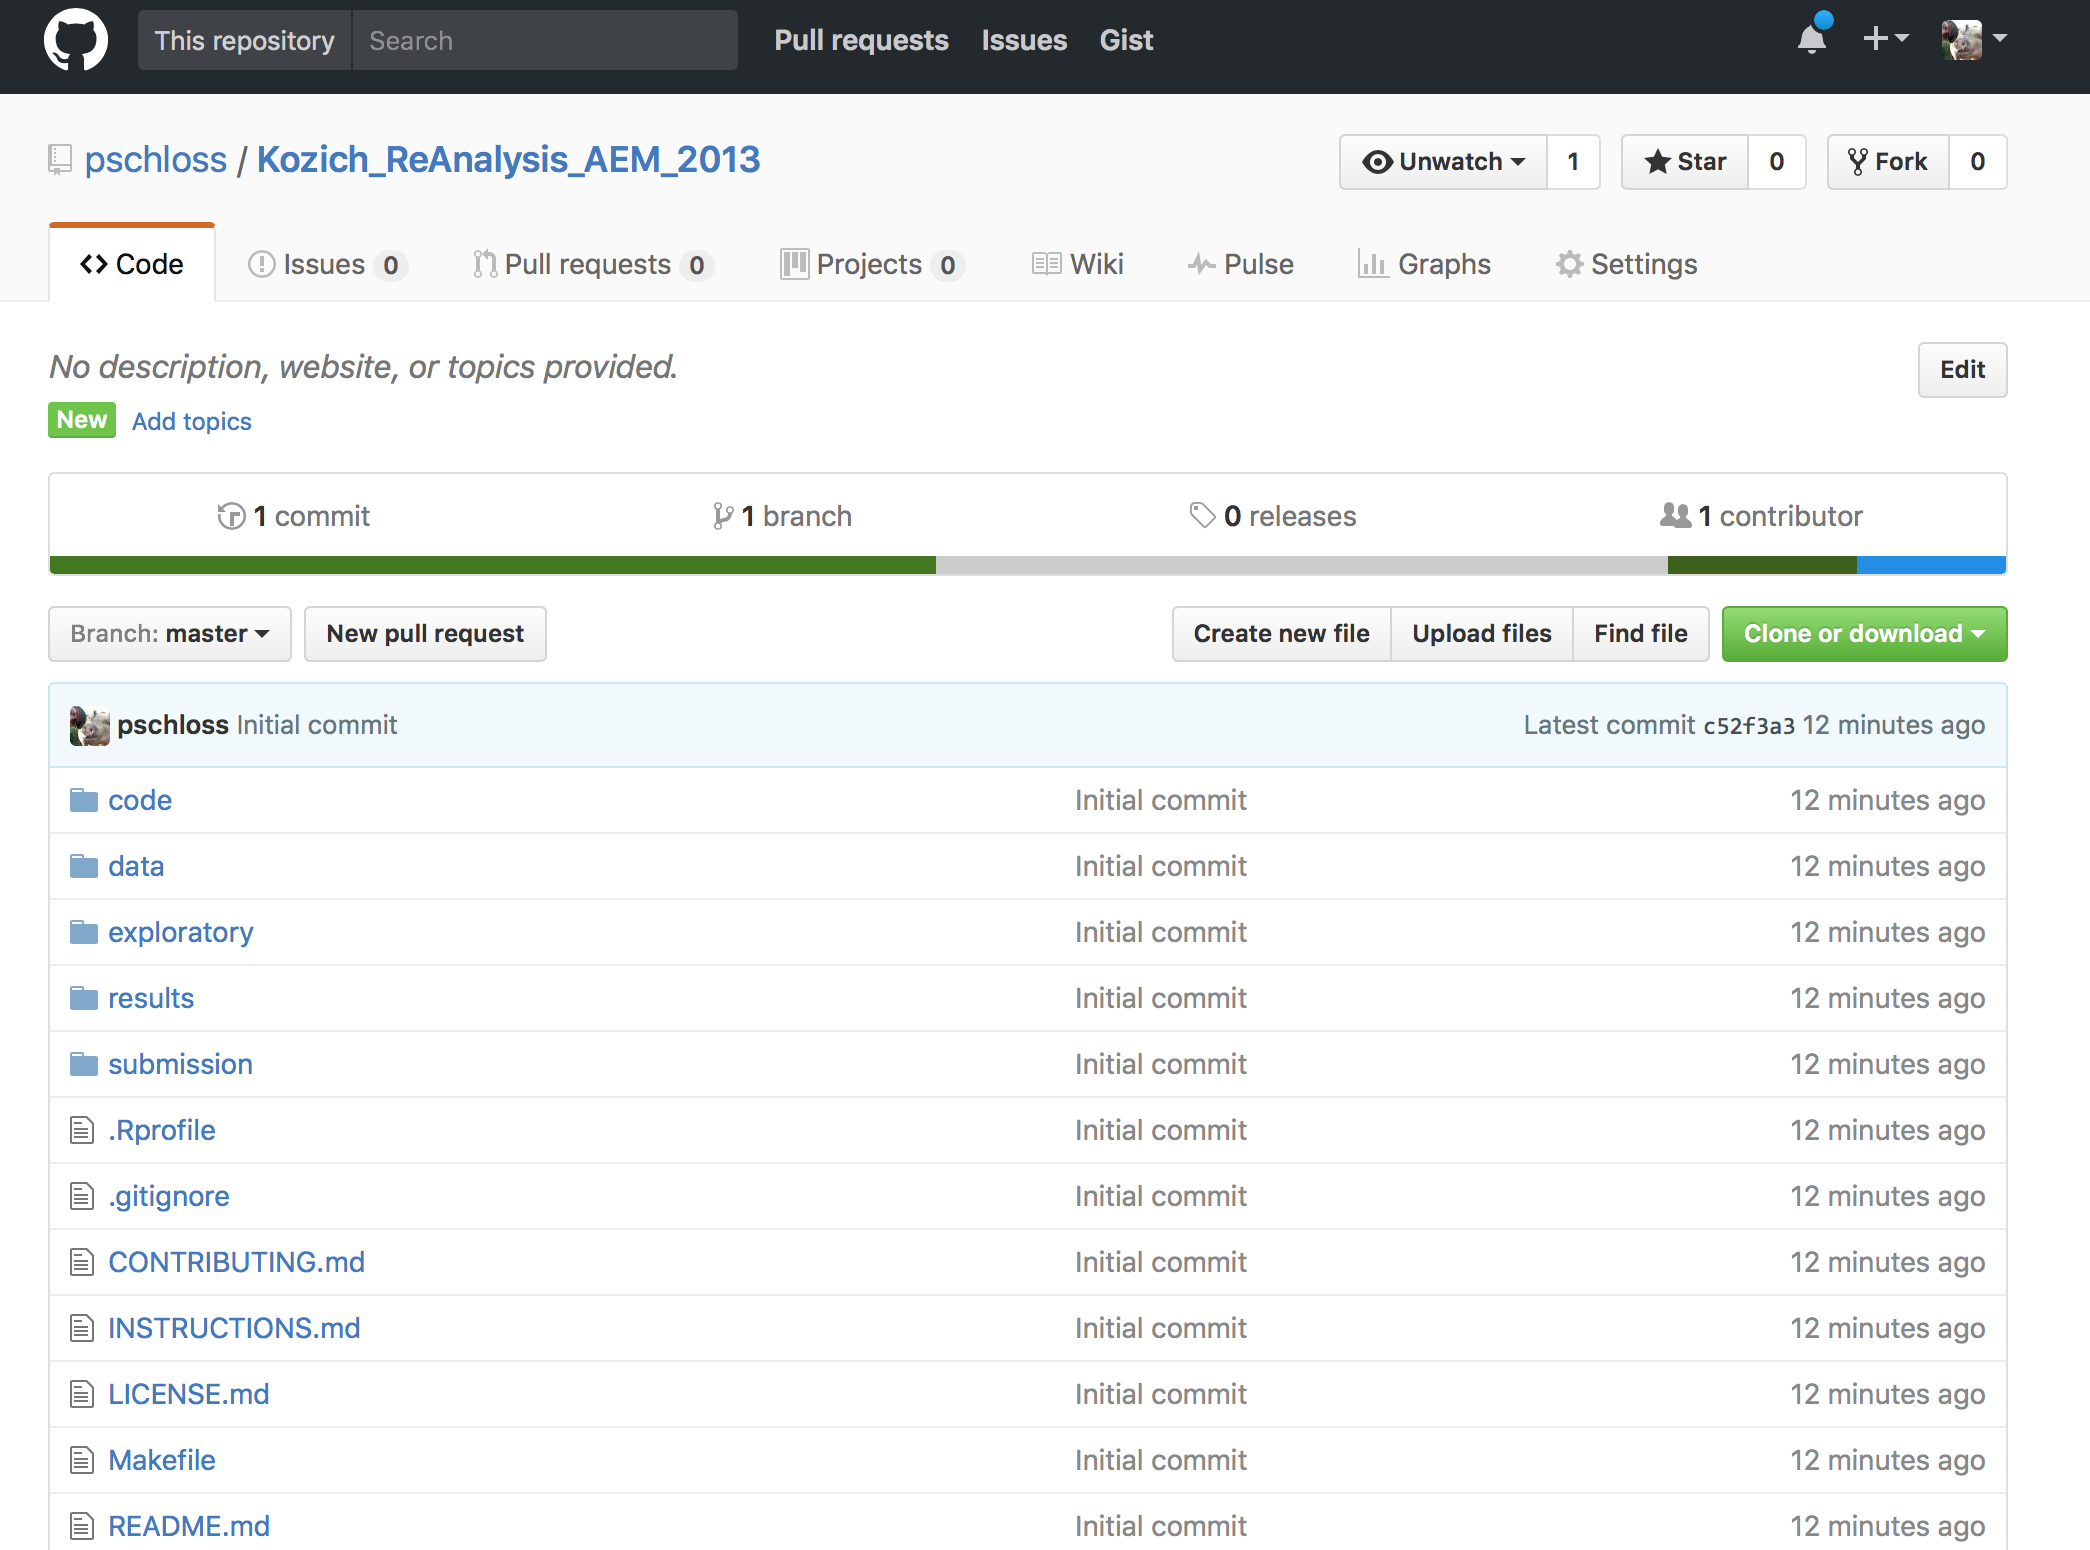 This repository Search Pull requests Issues Gist
pschloss / Kozich_ReAnalysis_AEM_2013 Unwatch 1 Star 0 Fork 0
Code Issues 0 Pull requests 0 Projects 0 Wiki Pulse Graphs Settings
No description, website, or topics provided. Edit
New Add topics
1 commit 1 branch 0 releases 1 contributor
Branch: master New pull request Create new file Upload files Find file Clone or download
pschloss Initial commit Latest commit c52f3a3 12 minutes ago
code Initial commit 12 minutes ago
data Initial commit 12 minutes ago
exploratory Initial commit 12 minutes ago
results Initial commit 12 minutes ago
submission Initial commit 12 minutes ago
.Rprofile Initial commit 12 minutes ago
.gitignore Initial commit 12 minutes ago
CONTRIBUTING.md Initial commit 12 minutes ago
INSTRUCTIONS.md Initial commit 12 minutes ago
LICENSE.md Initial commit 12 minutes ago
Makefile Initial commit 12 minutes ago
README.md Initial commit 12 minutes ago